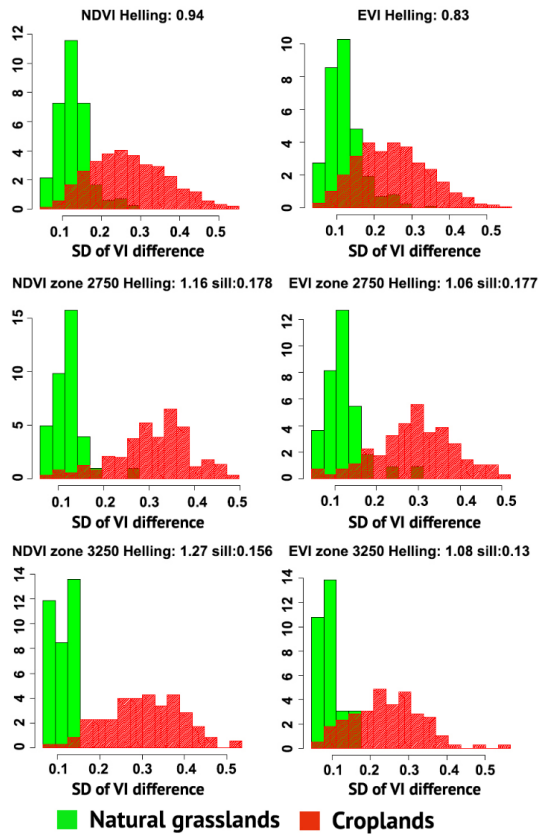 NDVI Helling: 0.94
EVI Helling: 0.83
0 2 4 6 8 10 12
0 2 4 6 8 10
0.1 0.2 0.3 0.4 0.5
0.1 0.2 0.3 0.4 0.5
SD of VI difference
SD of VI difference
NDVI zone 2750 Helling: 1.16 sill:0.178
EVI zone 2750 Helling: 1.06 sill:0.177
0 5 10 15
0 2 4 6 8 10 12
0.1 0.2 0.3 0.4 0.5
0.1 0.2 0.3 0.4 0.5
SD of VI difference
SD of VI difference
NDVI zone 3250 Helling: 1.27 sill:0.156
EVI zone 3250 Helling: 1.08 sill:0.13
0 2 4 6 8 10 12 14
0 2 4 6 8 10 12 14
0.1 0.2 0.3 0.4 0.5
0.1 0.2 0.3 0.4 0.5
SD of VI difference
SD of VI difference
Natural grasslands
Croplands